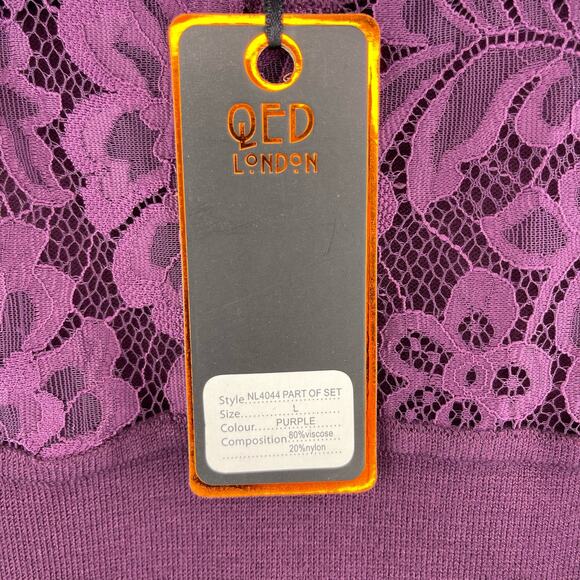 QED
LONDON
Style. NL4044 PART OF SET
Size................L................
Colour......PURPLE..........
Composition..80%viscose
20%nylon